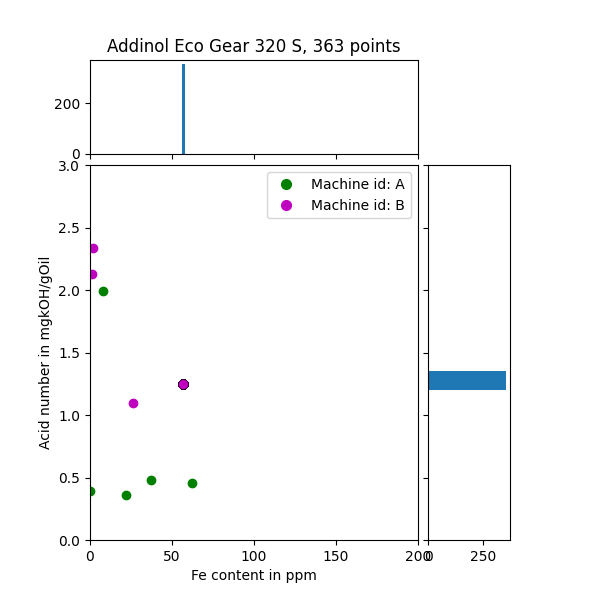 Addinol Eco Gear 320 S, 363 points
200
0
3.0
2.5
2.0
1.5
1.0
0.5
0.0
Acid number in mgkOH/gOil
Machine id: A
Machine id: B
0 50 100 150 200
0 250
Fe content in ppm